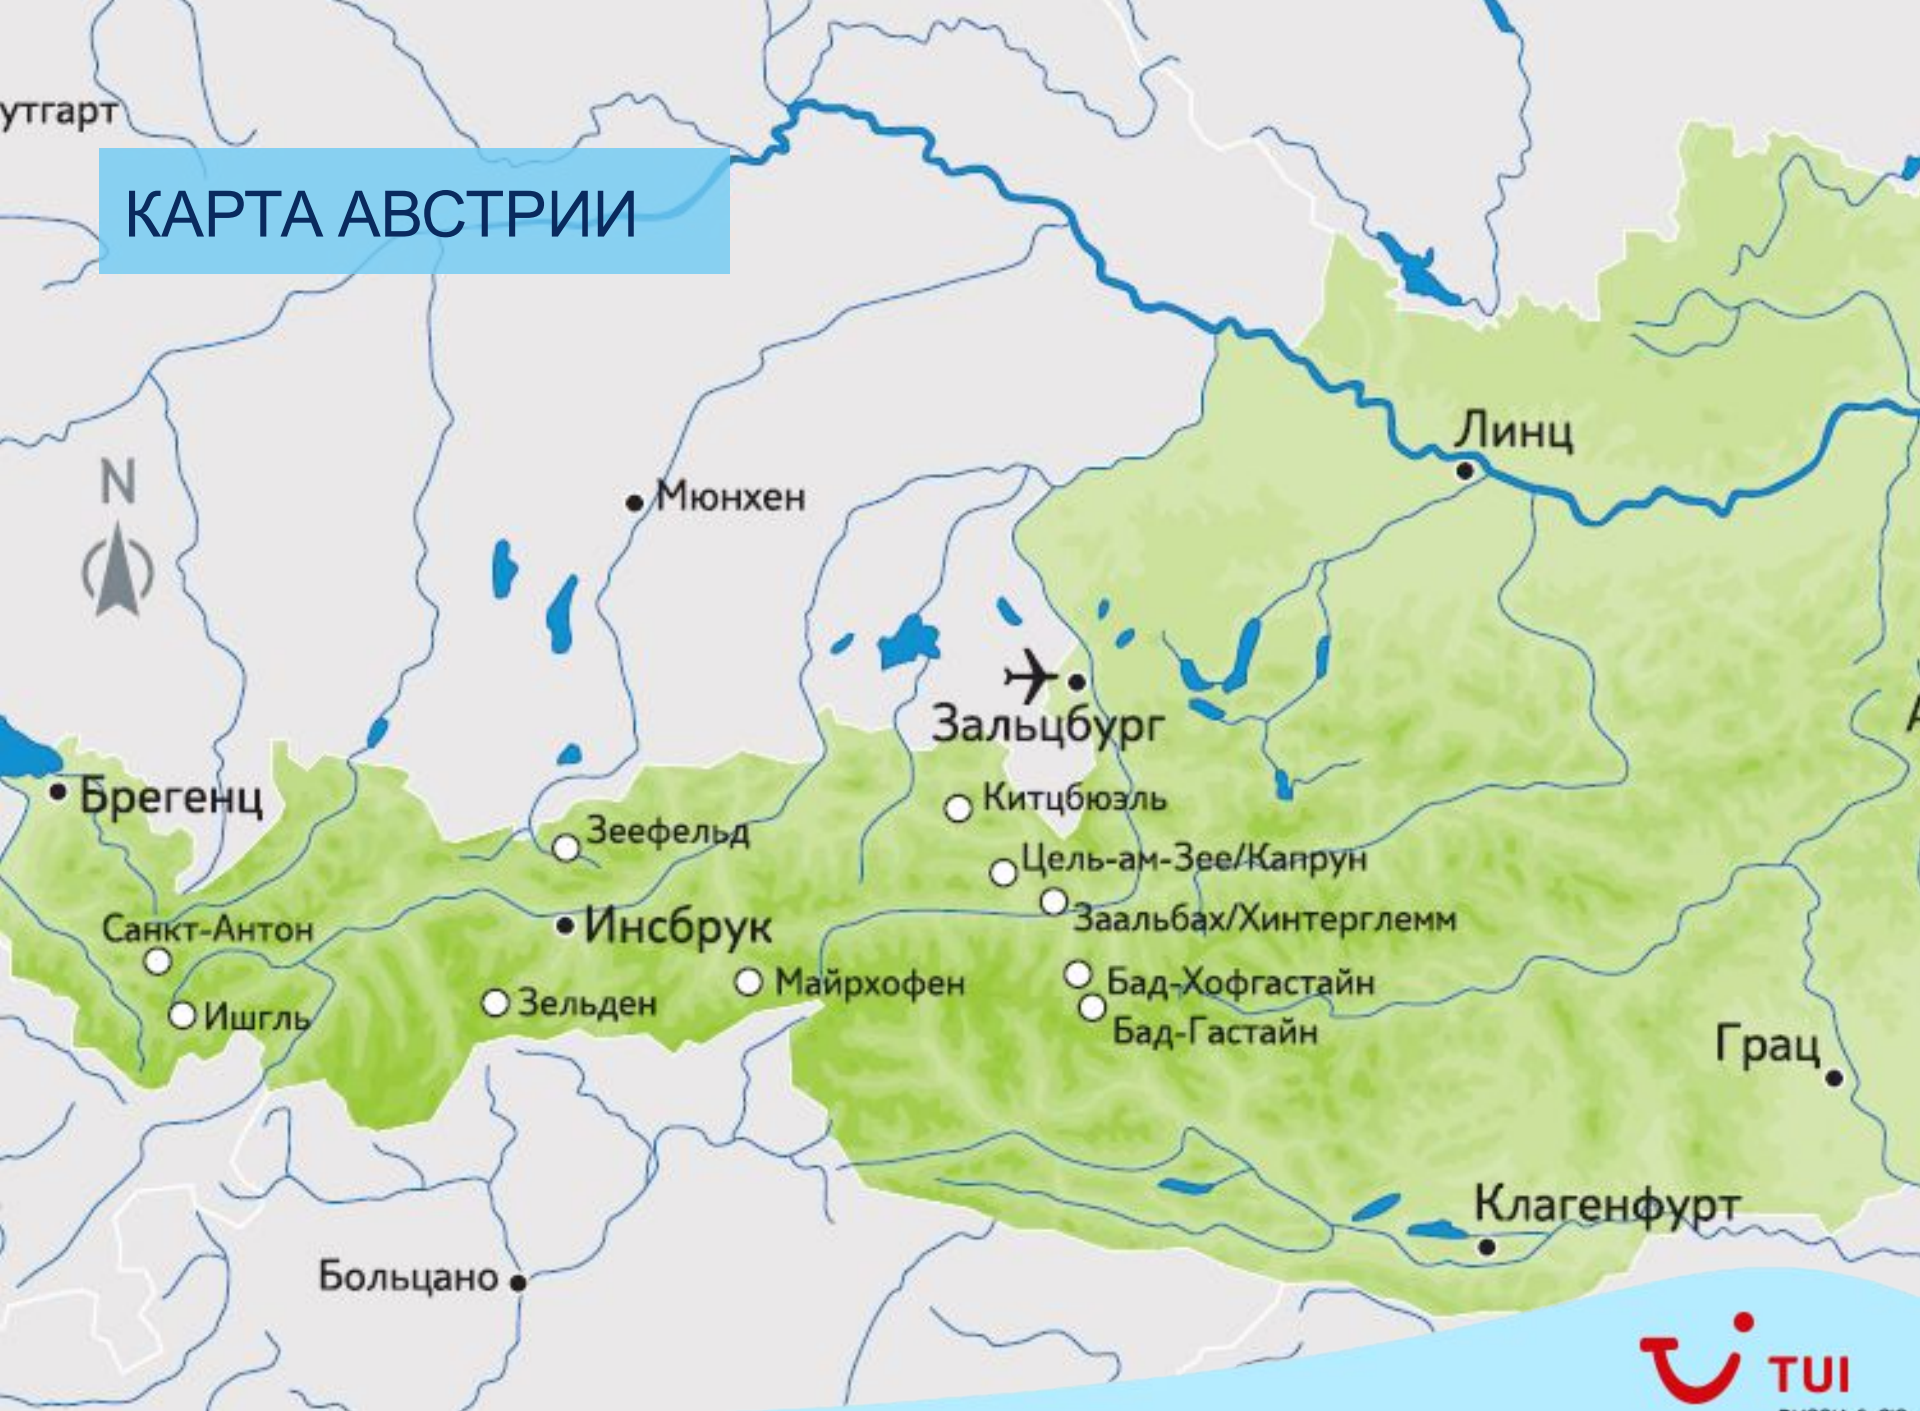 утгарт
КАРТА АВСТРИИ
Линц
N
Мюнхен
Зальцбург
Брегенц
Китцбюэль
Зеефельд
Цель-ам-Зее/Капрун
Санкт-Антон
Инсбрук
Заальбах/Хинтерглемм
Майрхофен
Бад-Хофгастайн
Зельден
Ишгль
Бад-Гастайн
Грац
Клагенфурт
Больцано
TUI